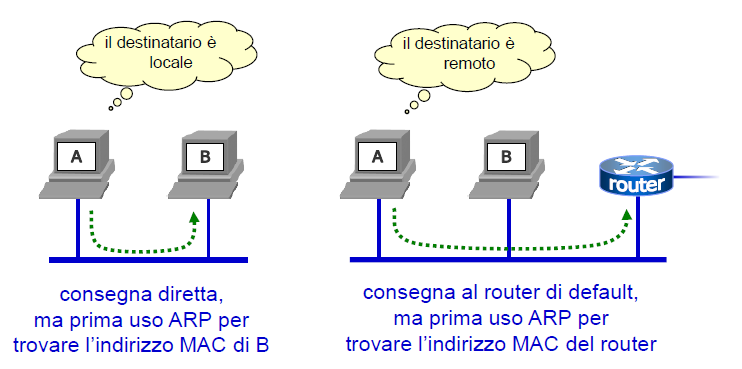 il destinatario è
locale
A
B
consegna diretta,
ma prima uso ARP per
trovare l'indirizzo MAC di B
il destinatario è
remoto
A
B
router
consegna al router di default,
ma prima uso ARP per
trovare l'indirizzo MAC del router